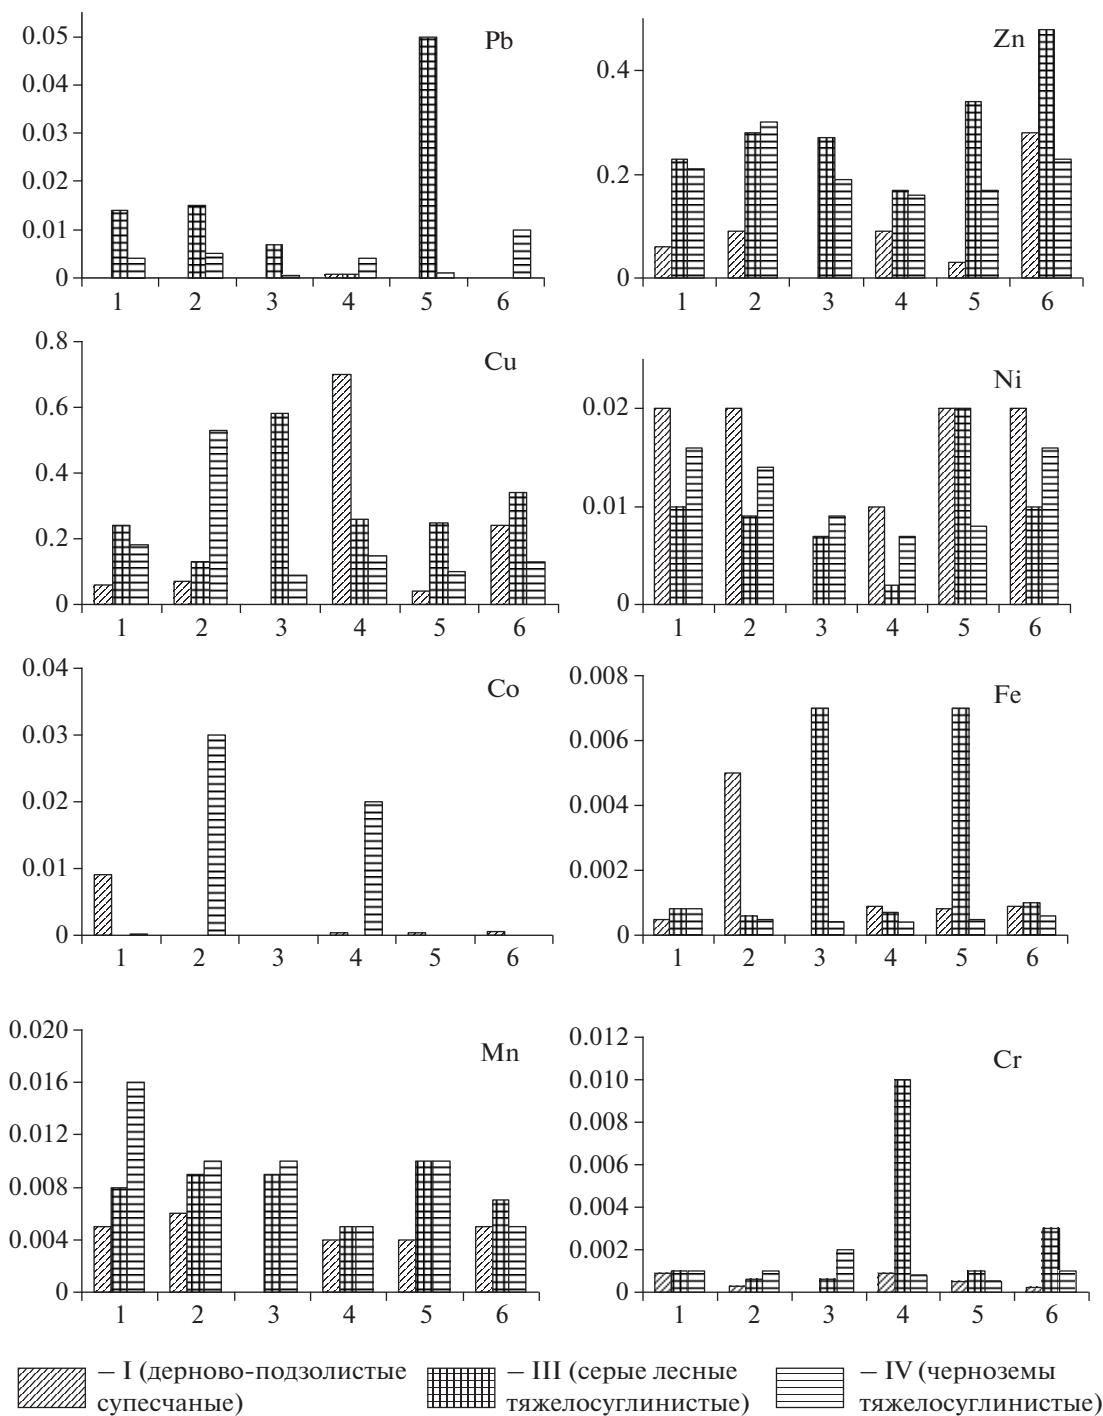 Pb
0.05
0.04
0.03
0.02
0.01
0
1 2 3 4 5 6
Zn
0.4
0.2
0
1 2 3 4 5 6
Cu
0.8
0.6
0.4
0.2
0
1 2 3 4 5 6
Ni
0.02
0.01
0
1 2 3 4 5 6
Co
0.04
0.03
0.02
0.01
0
1 2 3 4 5 6
Fe
0.008
0.006
0.004
0.002
0
1 2 3 4 5 6
Mn
0.020
0.016
0.012
0.008
0.004
0
1 2 3 4 5 6
Cr
0.012
0.010
0.008
0.006
0.004
0.002
0
1 2 3 4 5 6
– I (дерново-подзолистые
супесчаные)
– III (серые лесные
тяжелосуглинистые)
– IV (черноземы
тяжелосуглинистые)